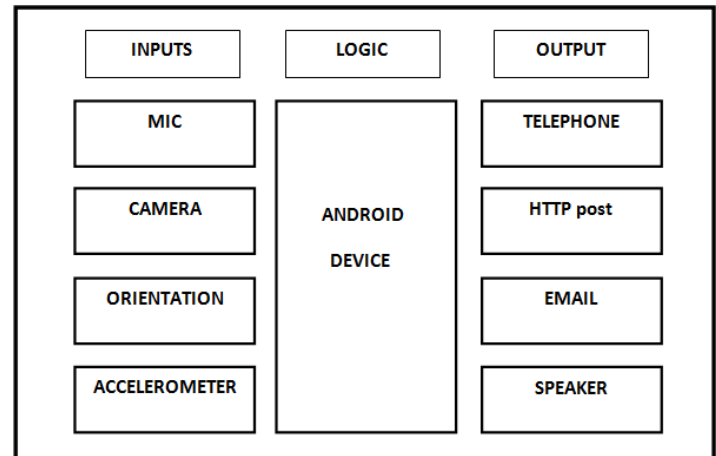 INPUTS
LOGIC
OUTPUT
MIC
TELEPHONE
CAMERA
ANDROID
DEVICE
HTTP post
ORIENTATION
EMAIL
ACCELEROMETER
SPEAKER